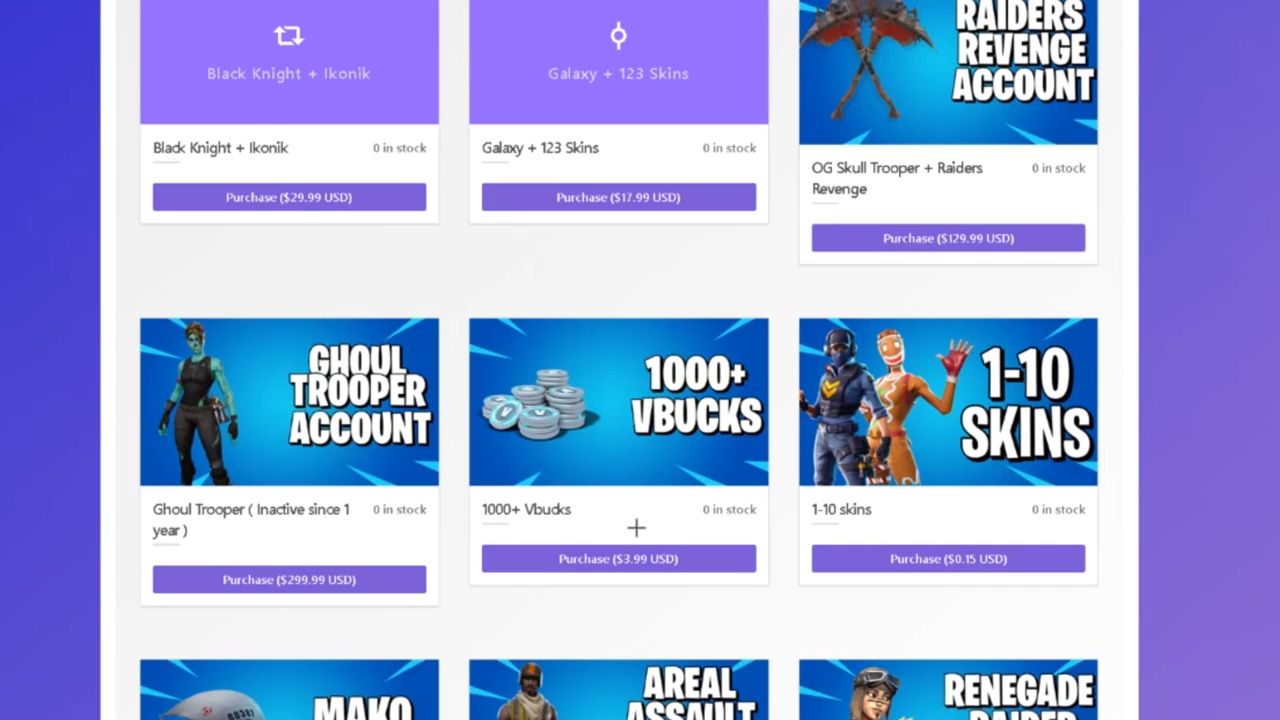 Black Knight + Ikonik
Galaxy + 123 Skins
RAIDERS
REVENGE
ACCOUNT
Black Knight + Ikonik
0 in stock
Purchase ($29.99 USD)
Galaxy + 123 Skins
0 in stock
Purchase ($17.99 USD)
OG Skull Trooper + Raiders
Revenge
0 in stock
Purchase ($129.99 USD)
GHOUL
TROOPER
ACCOUNT
Ghoul Trooper ( Inactive since 1
year )
0 in stock
Purchase ($299.99 USD)
1000+
VBUCKS
1000+ Vbucks
0 in stock
Purchase ($3.99 USD)
1-10
SKINS
1-10 skins
0 in stock
Purchase ($0.15 USD)
MAKO
AREAL
ASSAULT
RENEGADE
RAIDER